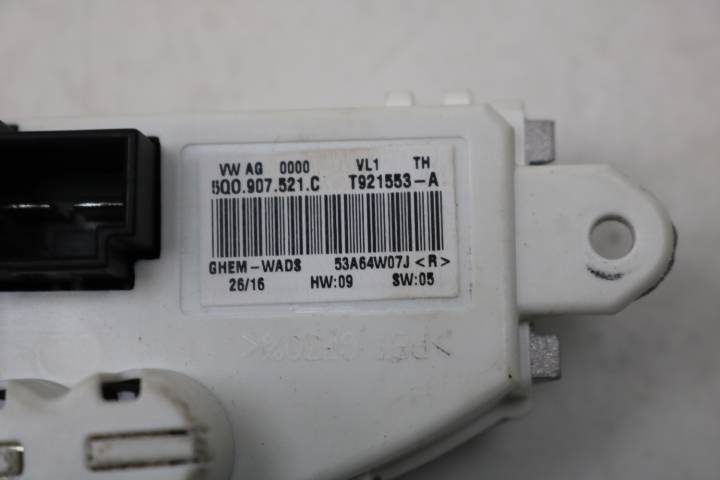 VW AG 0000 VL1 TH
5Q0.907.521.C T921553-A
GHEM-WADS 53A64W07J <R>
26/16 HW:09 SW:05